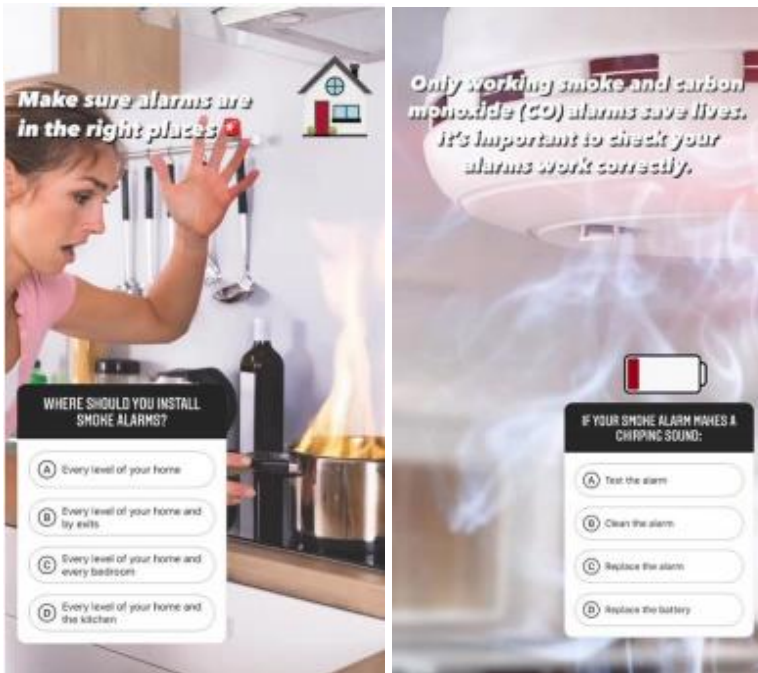 Make sure alarms are
in the right places
WHERE SHOULD YOU INSTALL
SMOKE ALARMS?
A Every level of your home
B Every level of your home and
by exits
C Every level of your home and
every bedroom
D Every level of your home and
the kitchen
Only working smoke and carbon
monoxide (CO) alarms save lives.
It's important to check your
alarms work correctly.
IF YOUR SMOKE ALARM MAKES A
CHIRPING SOUND:
A Test the alarm
B Clean the alarm
C Replace the alarm
D Replace the battery